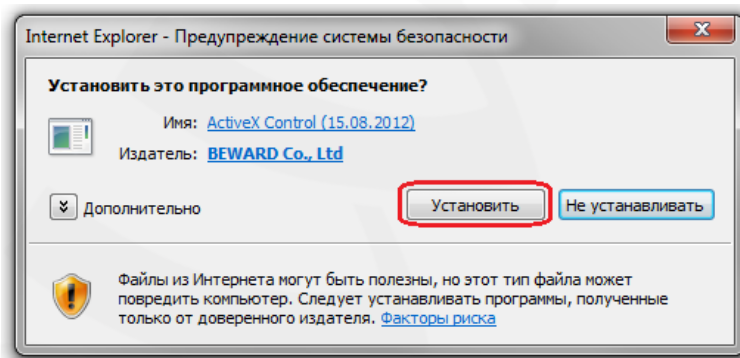 Internet Explorer - Предупреждение системы безопасности
Установить это программное обеспечение?
Имя: ActiveX Control (15.08.2012)
Издатель: BEWARD Co., Ltd
Дополнительно
Установить
Не устанавливать
Файлы из Интернета могут быть полезны, но этот тип файла может
повредить компьютер. Следует устанавливать программы, полученные
только от доверенного издателя. Факторы риска